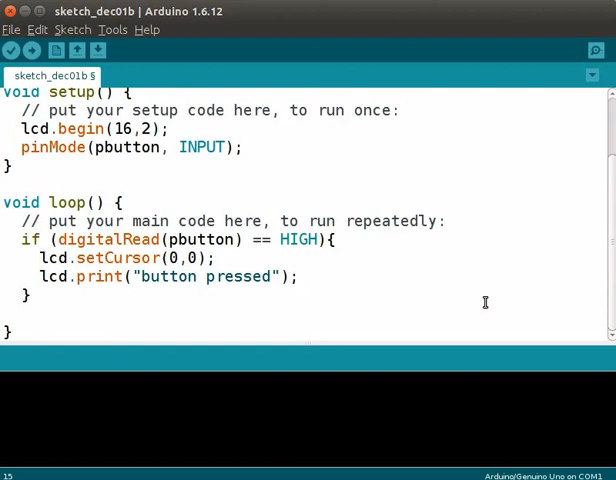 sketch_dec01b | Arduino 1.6.12
File Edit Sketch Tools Help
sketch_dec01b §
void setup() {
  // put your setup code here, to run once:
  lcd.begin(16,2);
  pinMode(pbutton, INPUT);
}
void loop() {
  // put your main code here, to run repeatedly:
  if (digitalRead(pbutton) == HIGH){
    lcd.setCursor(0,0);
    lcd.print("button pressed");
  }
}
15
Arduino/Genuino Uno on COM1